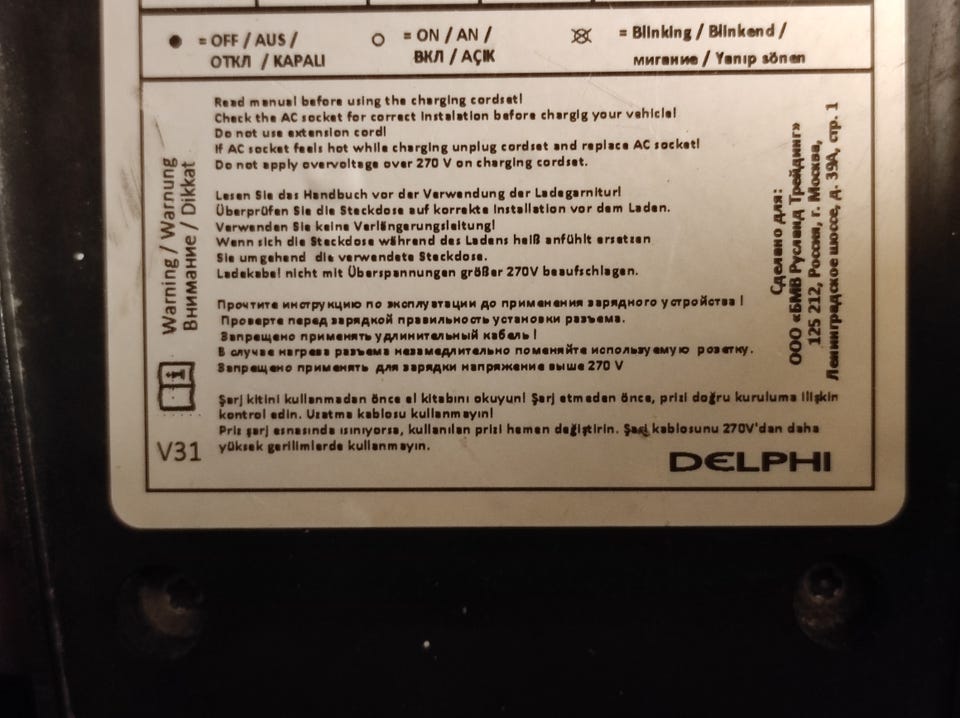 = OFF / AUS /
ОТКЛ / KAPALI
= ON / AN /
ВКЛ / AÇIK
= Blinking / Blinkend /
мигание / Yanıp sönen
Warning / Warnung
Внимание / Dikkat
V31
Read manual before using the charging cordset!
Check the AC socket for correct instalation before chargig your vehicle!
Do not use extension cord!
If AC socket feels hot while charging unplug cordset and replace AC socket!
Do not apply overvoltage over 270 V on charging cordset.
Lesen Sie das Handbuch vor der Verwendung der Ladegarnitur!
Überprüfen Sie die Steckdose auf korrekte Installation vor dem Laden.
Verwenden Sie keine Verlängerungsleitung!
Wenn sich die Steckdose während des Ladens heiß anfühlt ersetzen
Sie umgehend die verwendete Steckdose.
Ladekabel nicht mit Überspannungen größer 270V beaufschlagen.
Прочтите инструкцию по эксплуатации до применения зарядного устройства !
Проверте перед зарядкой правильность установки разъема.
Запрещено применять удлинительный кабель !
В случае нагрева разъема незамедлительно поменяйте используемую розетку.
Запрещено применять для зарядки напряжение выше 270 V
Şarj kitini kullanmadan önce el kitabını okuyun! Şarj etmeden önce, prizi doğru kuruluma ilişkin
kontrol edin. Uzatma kablosu kullanmayın!
Priz şarj esnasında ısınıyorsa, kullanılan prizi hemen değiştirin. Şarj kablosunu 270V'dan daha
yüksek gerilimlerde kullanmayın.
Сделано для:
ООО «БМВ Русланд Трейдинг»
125 212, Россия, г. Москва,
Ленинградское шоссе, д. 39А, стр. 1
DELPHI